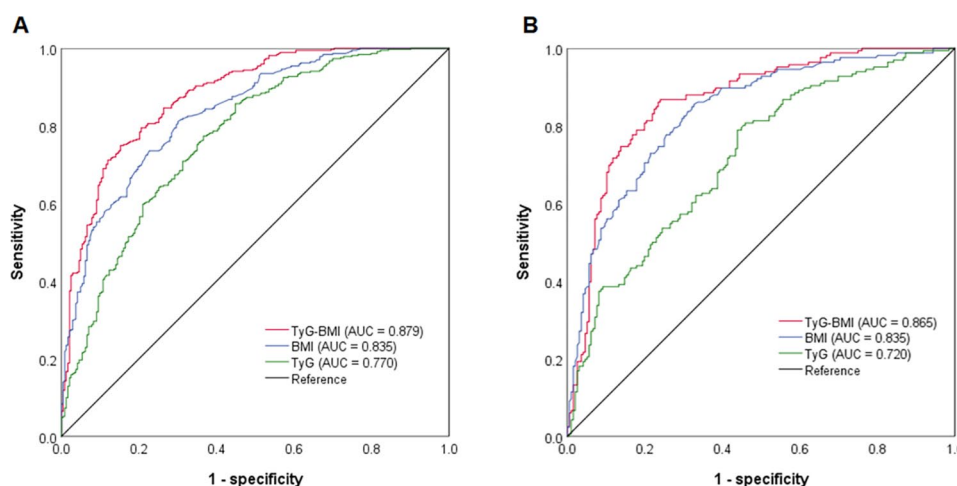 A
1.0
0.8
0.6
0.4
0.2
0.0
Sensitivity
TyG-BMI (AUC = 0.879)
BMI (AUC = 0.835)
TyG (AUC = 0.770)
Reference
0.0 0.2 0.4 0.6 0.8 1.0
1 - specificity
B
1.0
0.8
0.6
0.4
0.2
0.0
Sensitivity
TyG-BMI (AUC = 0.865)
BMI (AUC = 0.835)
TyG (AUC = 0.720)
Reference
0.0 0.2 0.4 0.6 0.8 1.0
1 - specificity